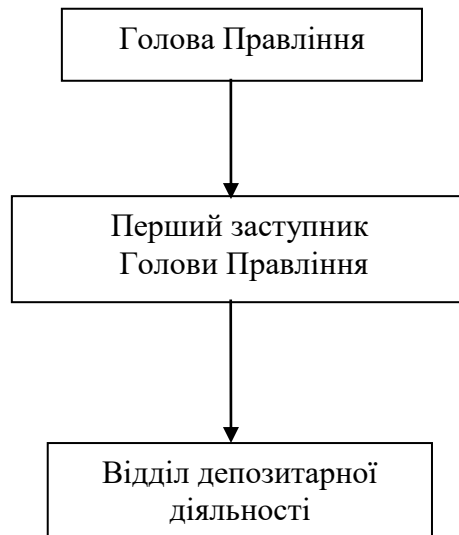 Голова Правління
Перший заступник
Голови Правління
Відділ депозитарної
діяльності